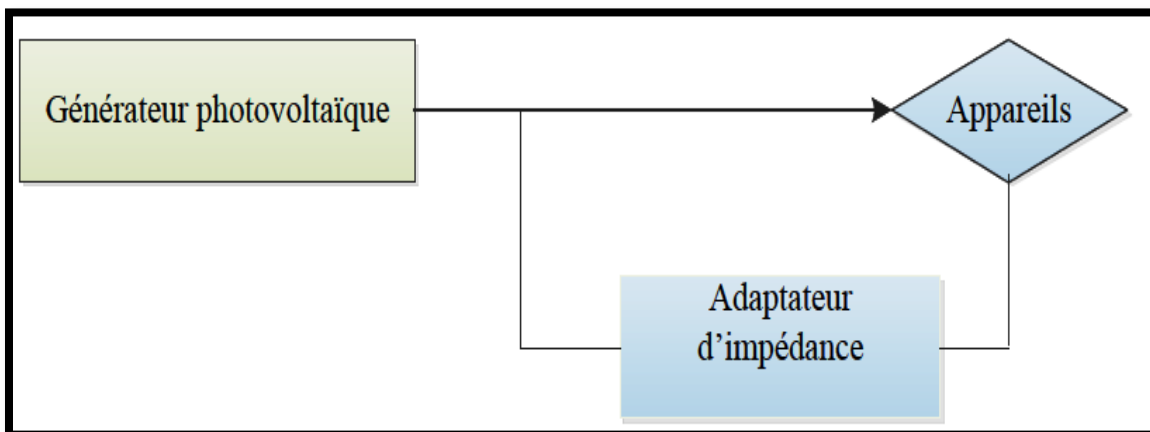 Générateur photovoltaïque
Appareils
Adaptateur
d’impédance